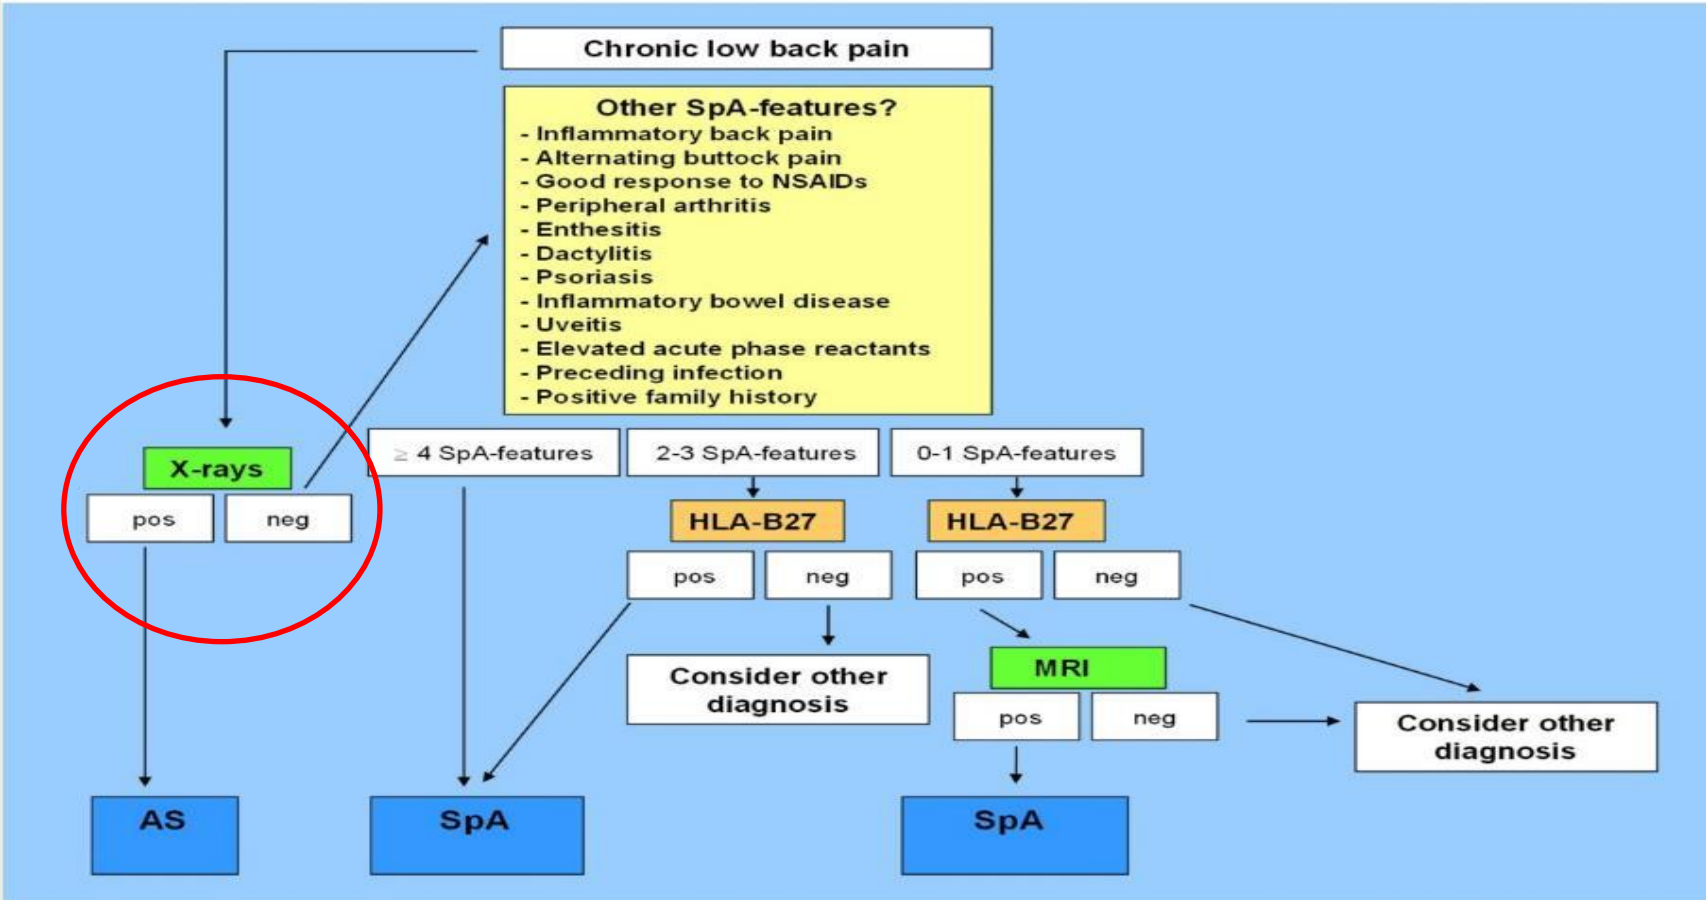 Chronic low back pain
Other SpA-features?
- Inflammatory back pain
- Alternating buttock pain
- Good response to NSAIDs
- Peripheral arthritis
- Enthesitis
- Dactylitis
- Psoriasis
- Inflammatory bowel disease
- Uveitis
- Elevated acute phase reactants
- Preceding infection
- Positive family history
X-rays
pos
neg
≥ 4 SpA-features
2-3 SpA-features
0-1 SpA-features
HLA-B27
HLA-B27
pos
neg
pos
neg
Consider other
diagnosis
MRI
pos
neg
Consider other
diagnosis
AS
SpA
SpA